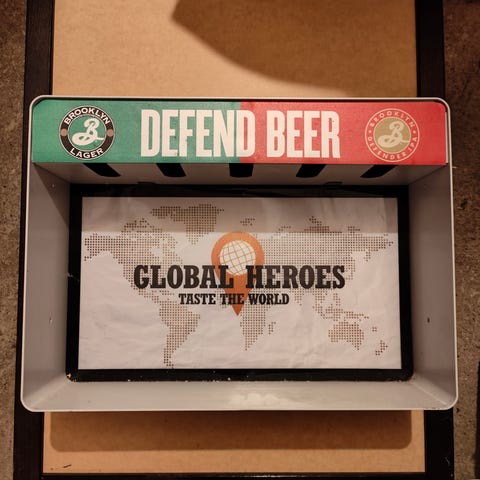 BROOKLYN
B
LAGER
DEFEND BEER
BROOKLYN
B
DEFENDER IPA
GLOBAL HEROES
TASTE THE WORLD